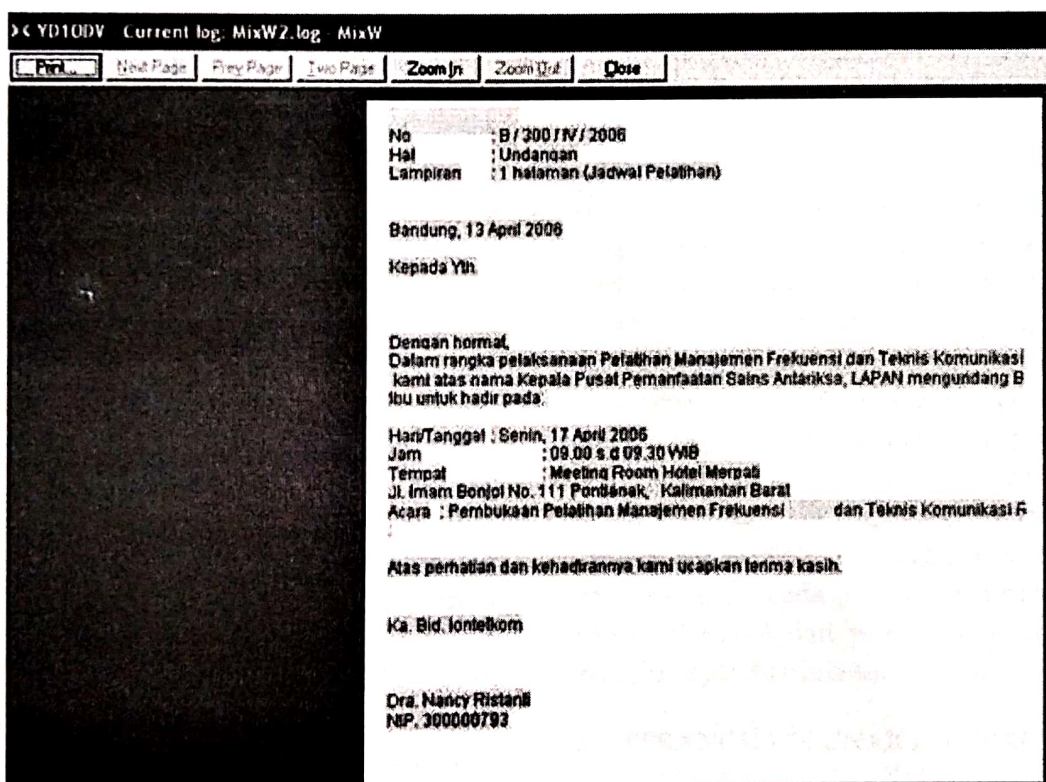 YD1ODV Current log: MixW2.log - MixW
Print... Next Page Prev Page Two Page Zoom In Zoom Out Close
No : B / 300 / IV / 2006
Hal : Undangan
Lampiran : 1 halaman (Jadwal Pelatihan)
Bandung, 13 April 2006
Kepada Yth.
Dengan hormat,
Dalam rangka pelaksanaan Pelatihan Manajemen Frekuensi dan Teknis Komunikasi
kami atas nama Kepala Pusat Pemanfaatan Sains Antariksa, LAPAN mengundang B
Ibu untuk hadir pada:
Hari/Tanggal : Senin, 17 April 2006
Jam : 09.00 s.d 09.30 WIB
Tempat : Meeting Room Hotel Merpati
Jl. Imam Bonjol No. 111 Pontianak, Kalimantan Barat
Acara : Pembukaan Pelatihan Manajemen Frekuensi dan Teknis Komunikasi R
Atas perhatian dan kehadirannya kami ucapkan terima kasih.
Ka. Bid. Iontelkom
Dra. Nancy Ristanti
NIP. 300000793